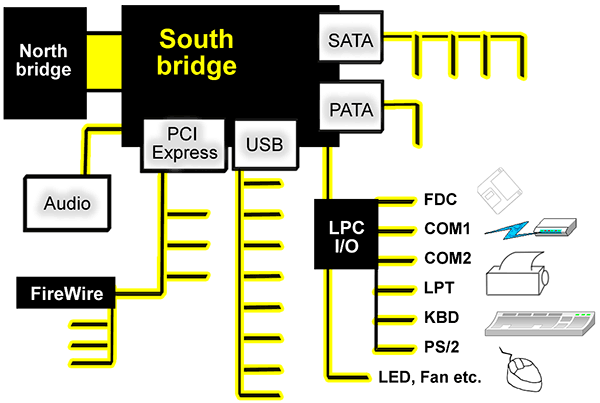 North
bridge
South
bridge
SATA
PATA
PCI
Express
USB
Audio
FireWire
LPC
I/O
FDC
COM1
COM2
LPT
KBD
PS/2
LED, Fan etc.